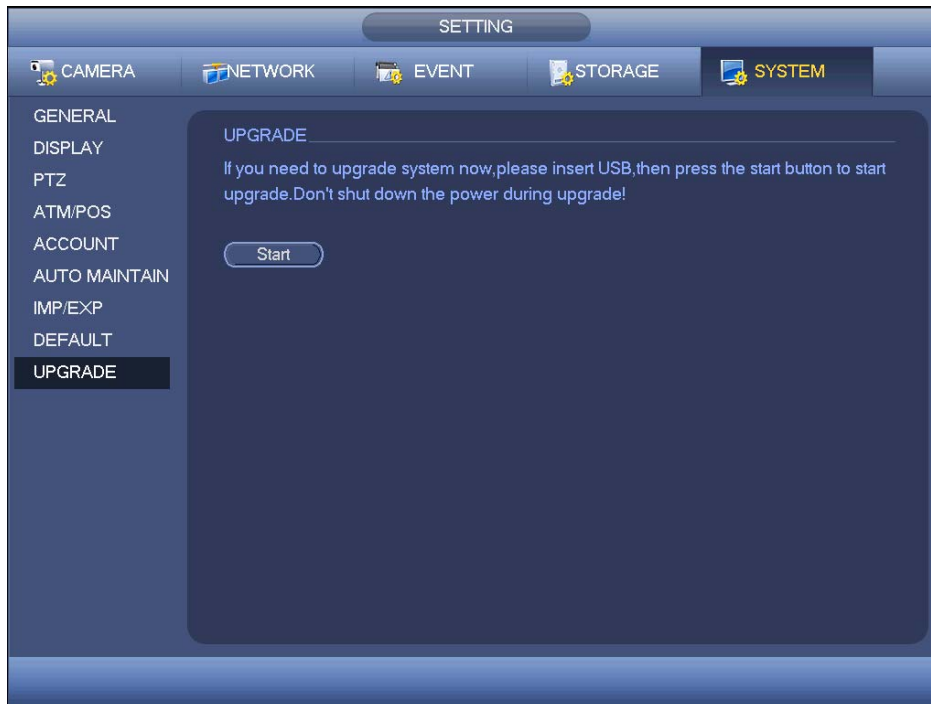 SETTING
CAMERA NETWORK EVENT STORAGE SYSTEM
GENERAL
DISPLAY
PTZ
ATM/POS
ACCOUNT
AUTO MAINTAIN
IMP/EXP
DEFAULT
UPGRADE
UPGRADE
If you need to upgrade system now,please insert USB,then press the start button to start
upgrade.Don't shut down the power during upgrade!
Start